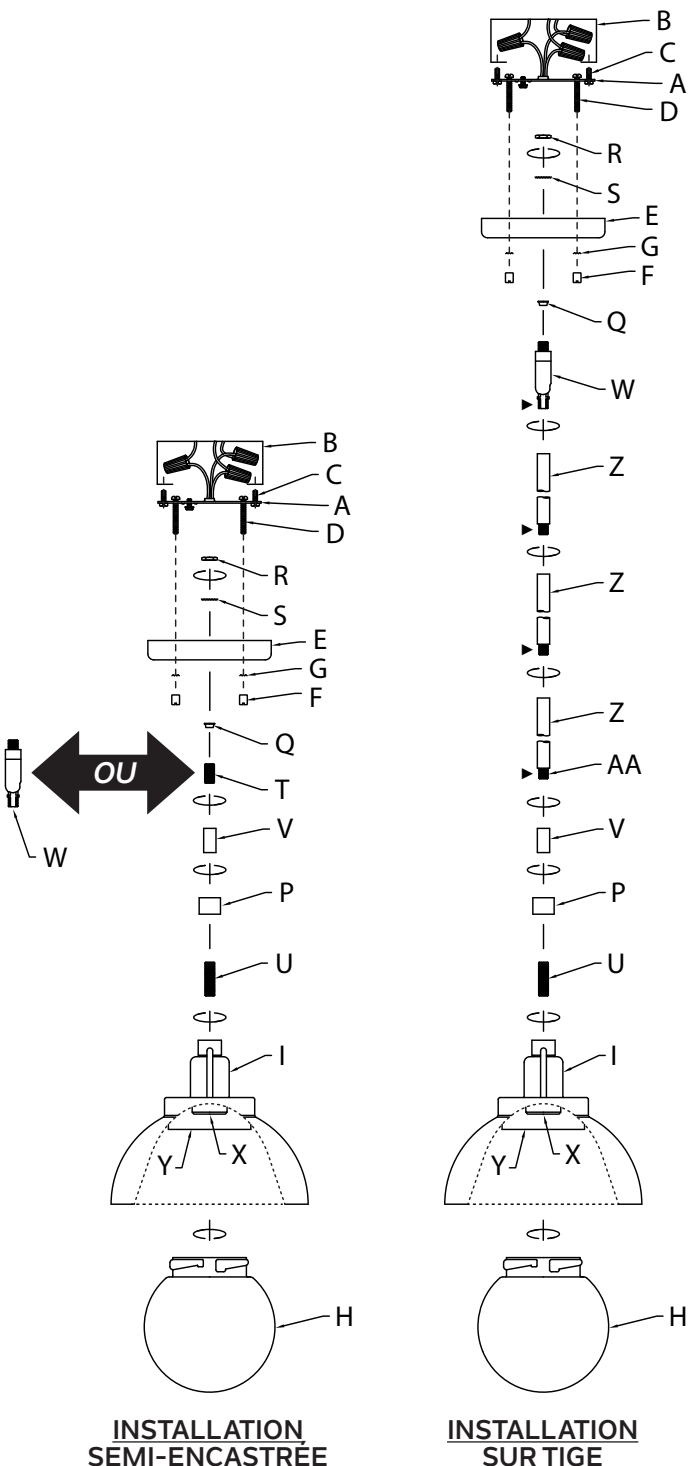 B
C
A
D
R
S
E
G
F
Q
W
Z
Z
Z
AA
V
P
U
I
X
Y
H
INSTALLATION
SUR TIGE
B
C
A
D
R
S
E
G
F
Q
OU
T
W
V
P
U
I
X
Y
H
INSTALLATION
SEMI-ENCASTRÉE